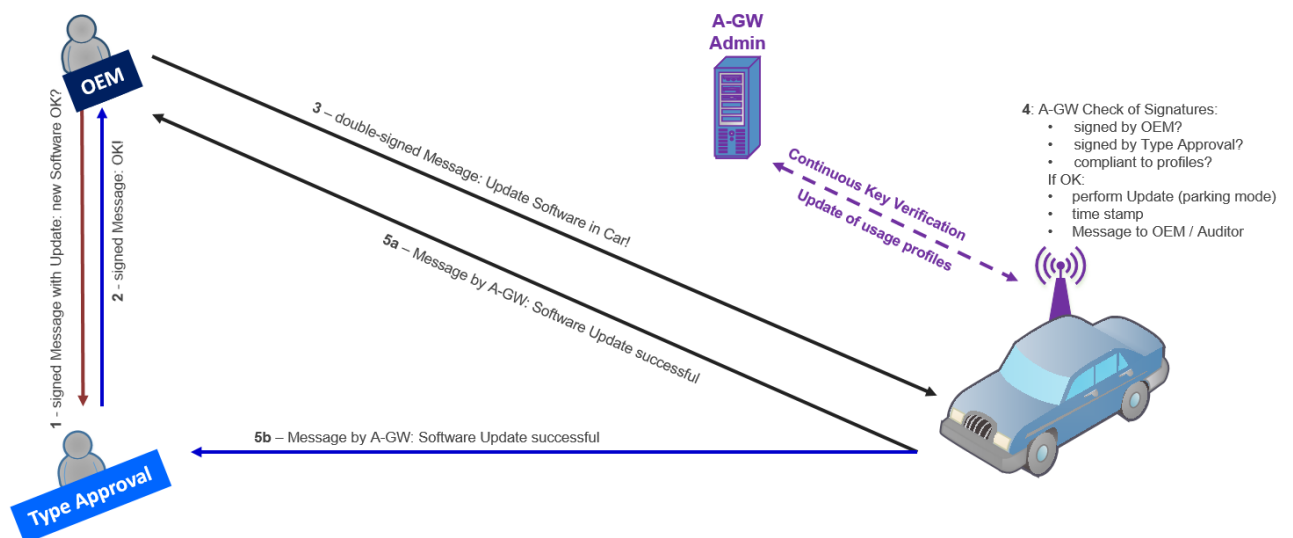 OEM
1 - signed Message with Update: new Software OK?
2 - signed Message: OK!
3 – double-signed Message: Update Software in Car!
5a – Message by A-GW: Software Update successful
A-GW
Admin
Continuous Key Verification
Update of usage profiles
4: A-GW Check of Signatures:
• signed by OEM?
• signed by Type Approval?
• compliant to profiles?
If OK:
• perform Update (parking mode)
• time stamp
• Message to OEM / Auditor
5b – Message by A-GW: Software Update successful
Type Approval